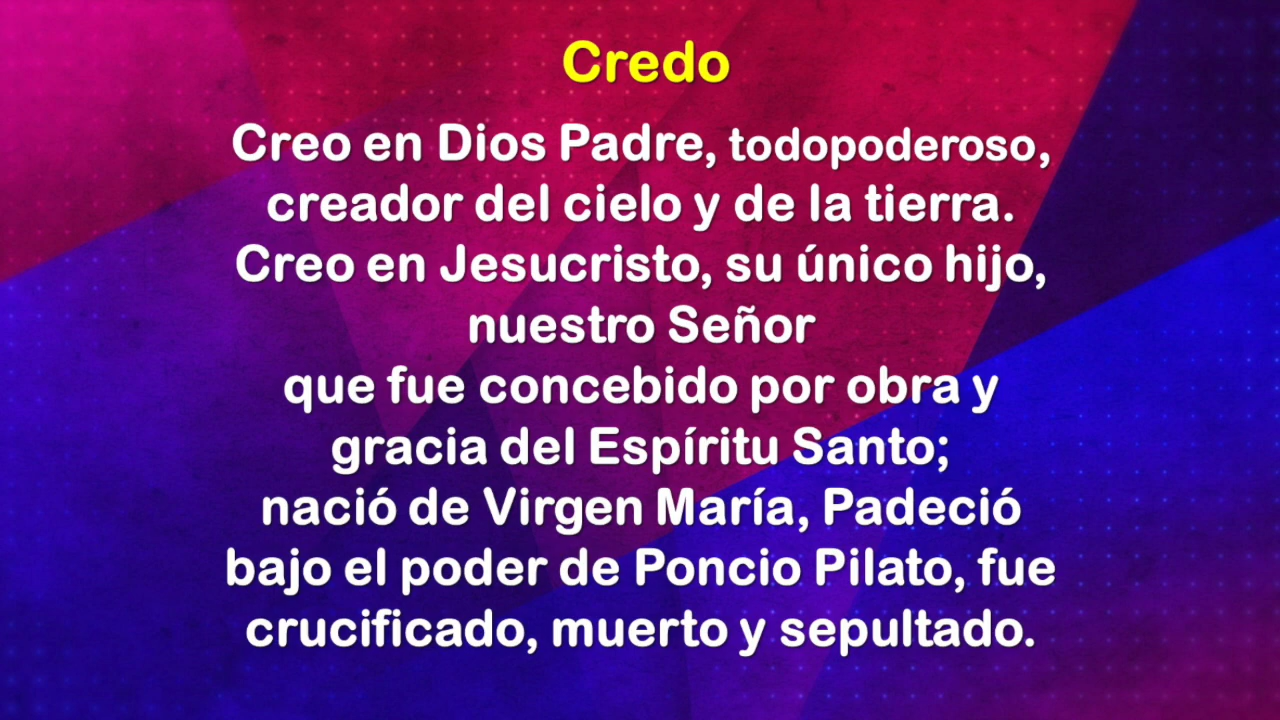 Credo
Creo en Dios Padre, todopoderoso,
creador del cielo y de la tierra.
Creo en Jesucristo, su único hijo,
nuestro Señor
que fue concebido por obra y
gracia del Espíritu Santo;
nació de Virgen María, Padeció
bajo el poder de Poncio Pilato, fue
crucificado, muerto y sepultado.